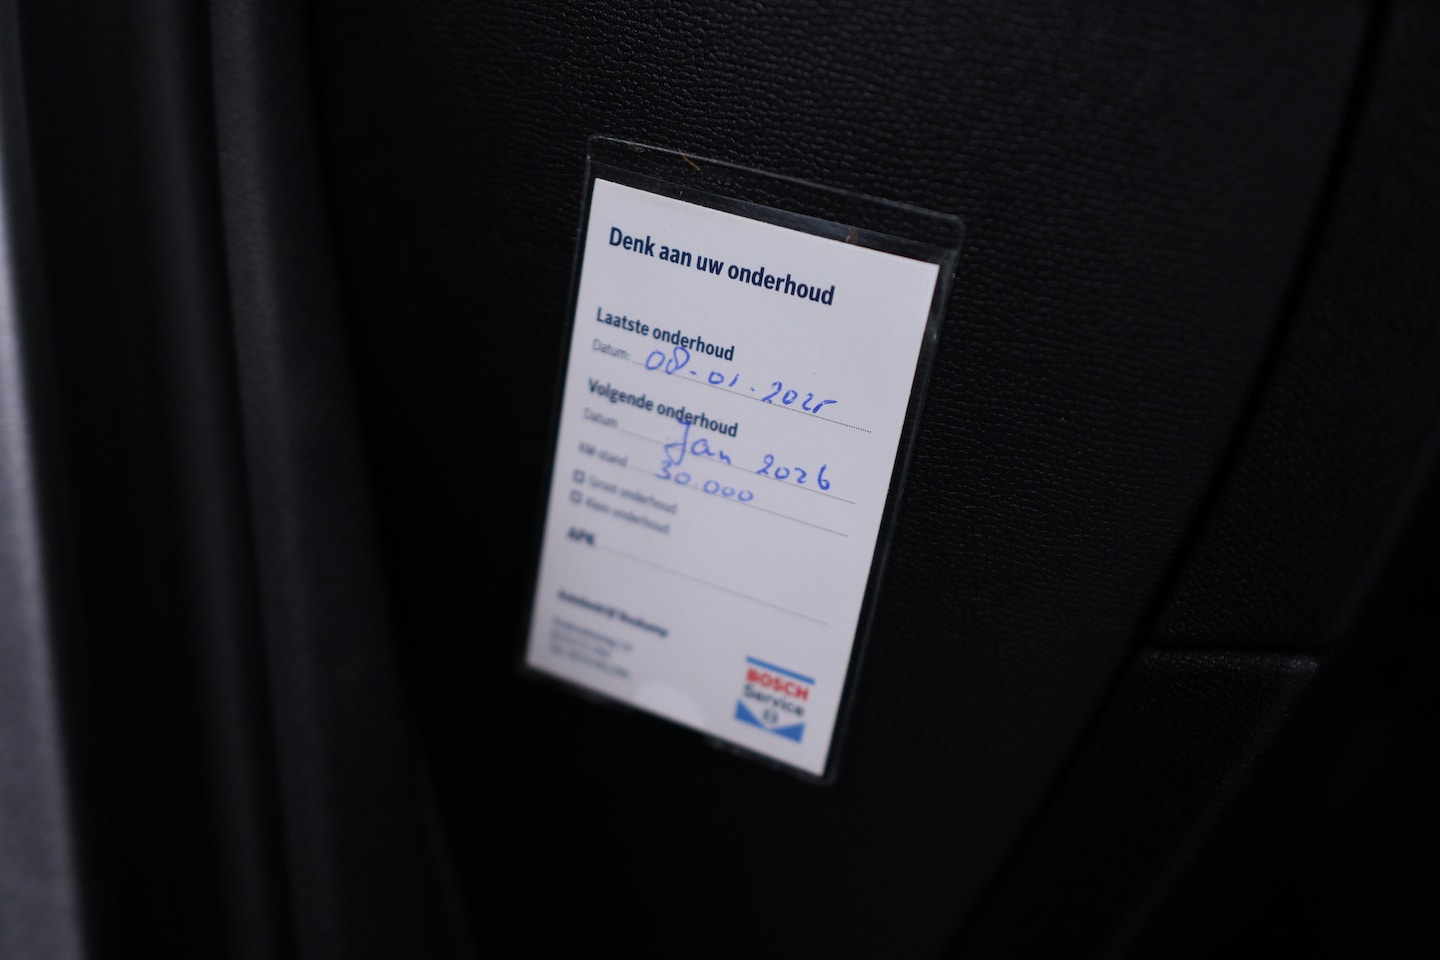 Denk aan uw onderhoud
Laatste onderhoud
Datum: 08-01-2025
Volgende onderhoud
Datum Jan 2026
KM-stand 30.000
Groot onderhoud
Klein onderhoud
APK
BOSCH
Service